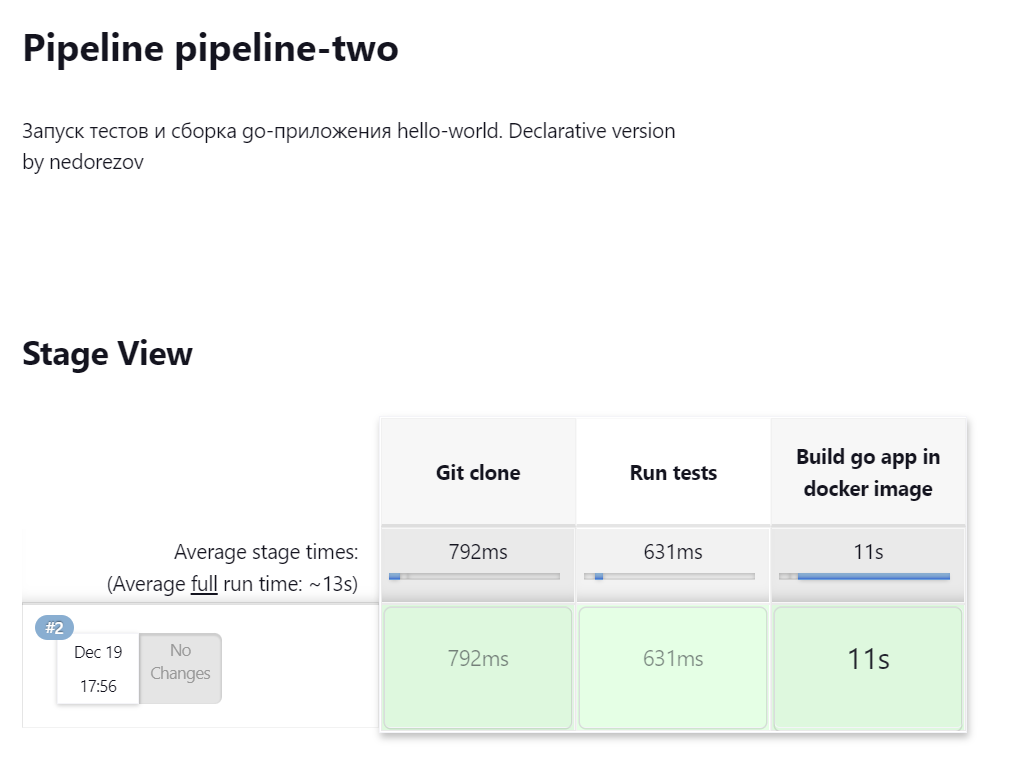 Pipeline pipeline-two
Запуск тестов и сборка go-приложения hello-world. Declarative version
by nedorezov
Stage View
Git clone
Run tests
Build go app in
docker image
Average stage times:
(Average full run time: ~13s)
792ms
631ms
11s
#2
Dec 19
17:56
No
Changes
792ms
631ms
11s